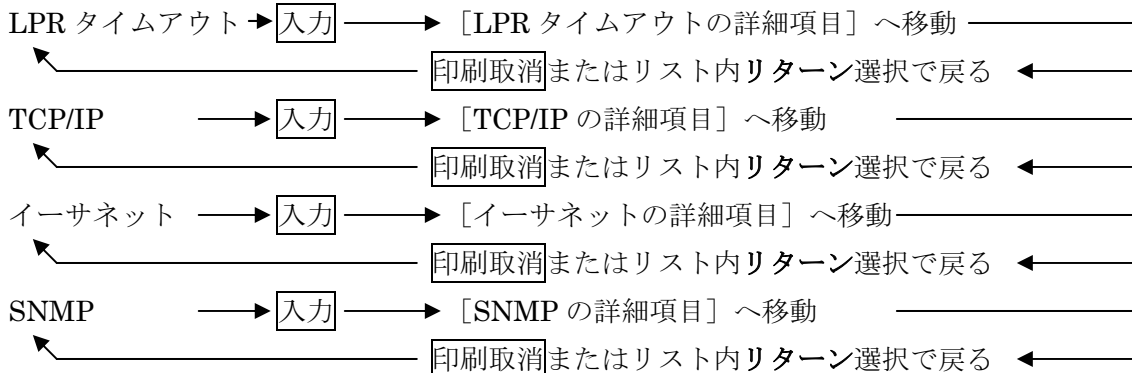 LPR タイムアウト 入力 ［LPR タイムアウトの詳細項目］へ移動
印刷取消またはリスト内リターン選択で戻る
TCP/IP 入力 ［TCP/IP の詳細項目］へ移動
印刷取消またはリスト内リターン選択で戻る
イーサネット 入力 ［イーサネットの詳細項目］へ移動
印刷取消またはリスト内リターン選択で戻る
SNMP 入力 ［SNMP の詳細項目］へ移動
印刷取消またはリスト内リターン選択で戻る